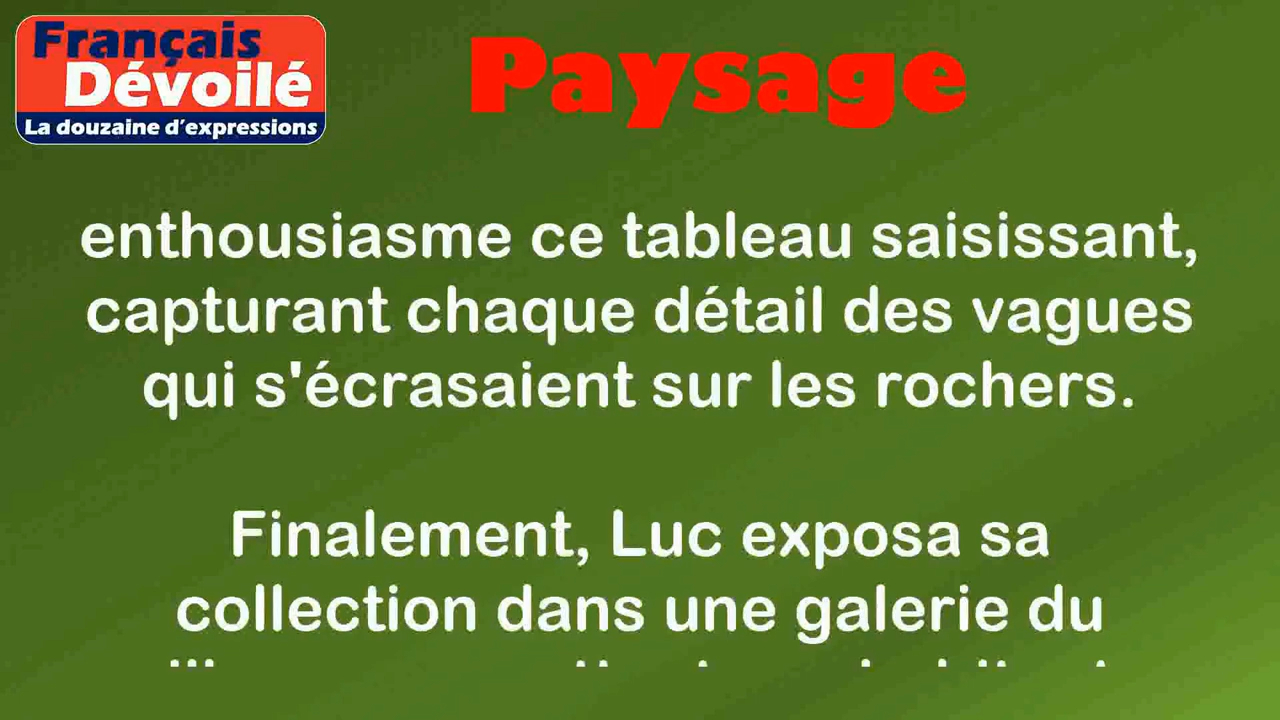 Français
Dévoilé
La douzaine d'expressions
Paysage
enthousiasme ce tableau saisissant,
capturant chaque détail des vagues
qui s'écrasaient sur les rochers.
Finalement, Luc exposa sa
collection dans une galerie du